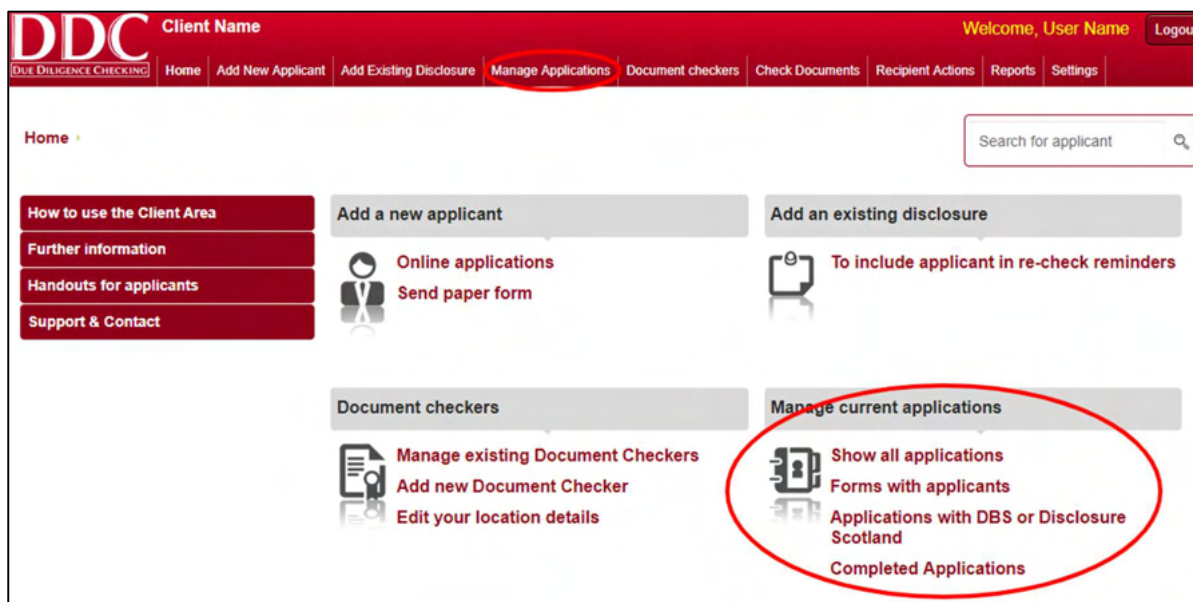 DDC
DUE DILIGENCE CHECKING
Client Name
Welcome, User Name
Logou
Home
Add New Applicant
Add Existing Disclosure
Manage Applications
Document checkers
Check Documents
Recipient Actions
Reports
Settings
Home
Search for applicant
How to use the Client Area
Further information
Handouts for applicants
Support & Contact
Add a new applicant
Online applications
Send paper form
Add an existing disclosure
To include applicant in re-check reminders
Document checkers
Manage existing Document Checkers
Add new Document Checker
Edit your location details
Manage current applications
Show all applications
Forms with applicants
Applications with DBS or Disclosure
Scotland
Completed Applications